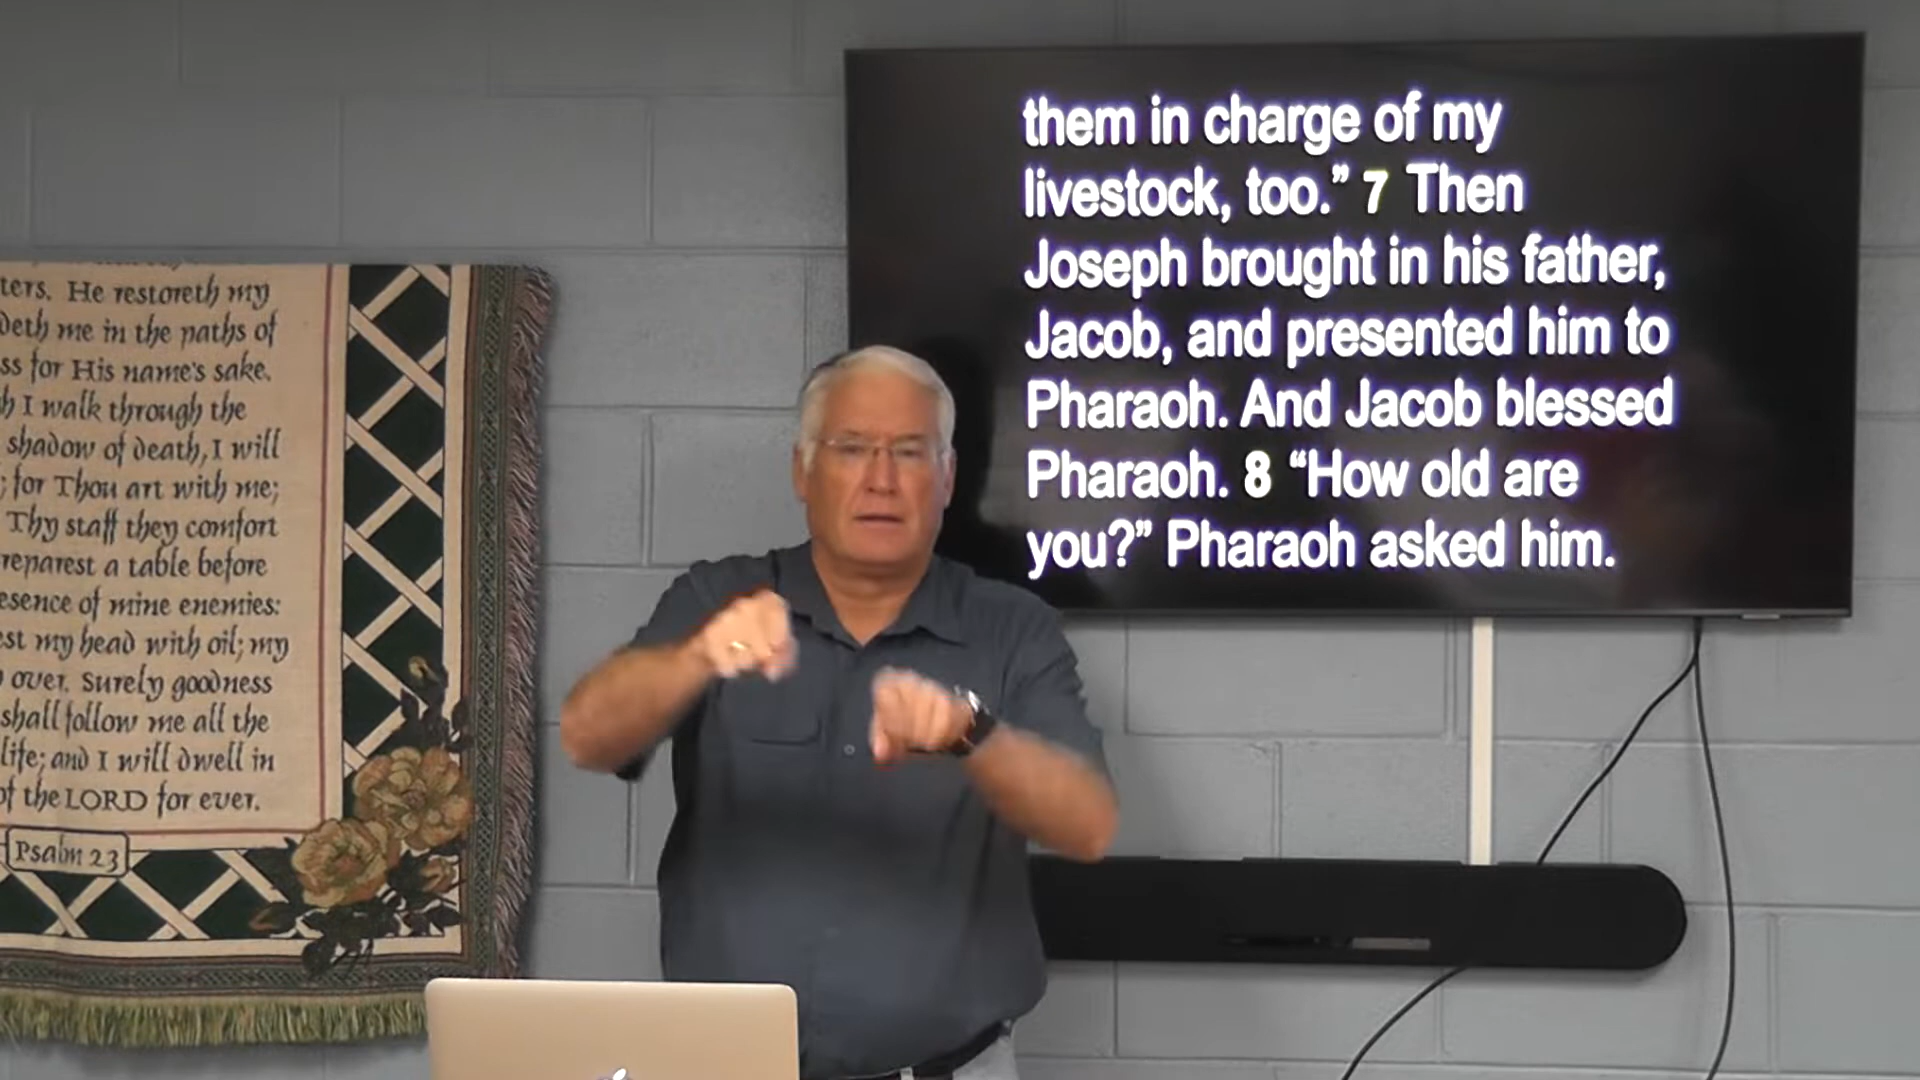 ters. He restoreth my
deth me in the paths of
ss for His name's sake.
h I walk through the
shadow of death, I will
; for Thou art with me;
Thy staff they comfort
reparest a table before
esence of mine enemies:
st my head with oil; my
over. Surely goodness
shall follow me all the
life; and I will dwell in
of the LORD for ever.
Psalm 23
them in charge of my
livestock, too.” 7 Then
Joseph brought in his father,
Jacob, and presented him to
Pharaoh. And Jacob blessed
Pharaoh. 8 “How old are
you?” Pharaoh asked him.